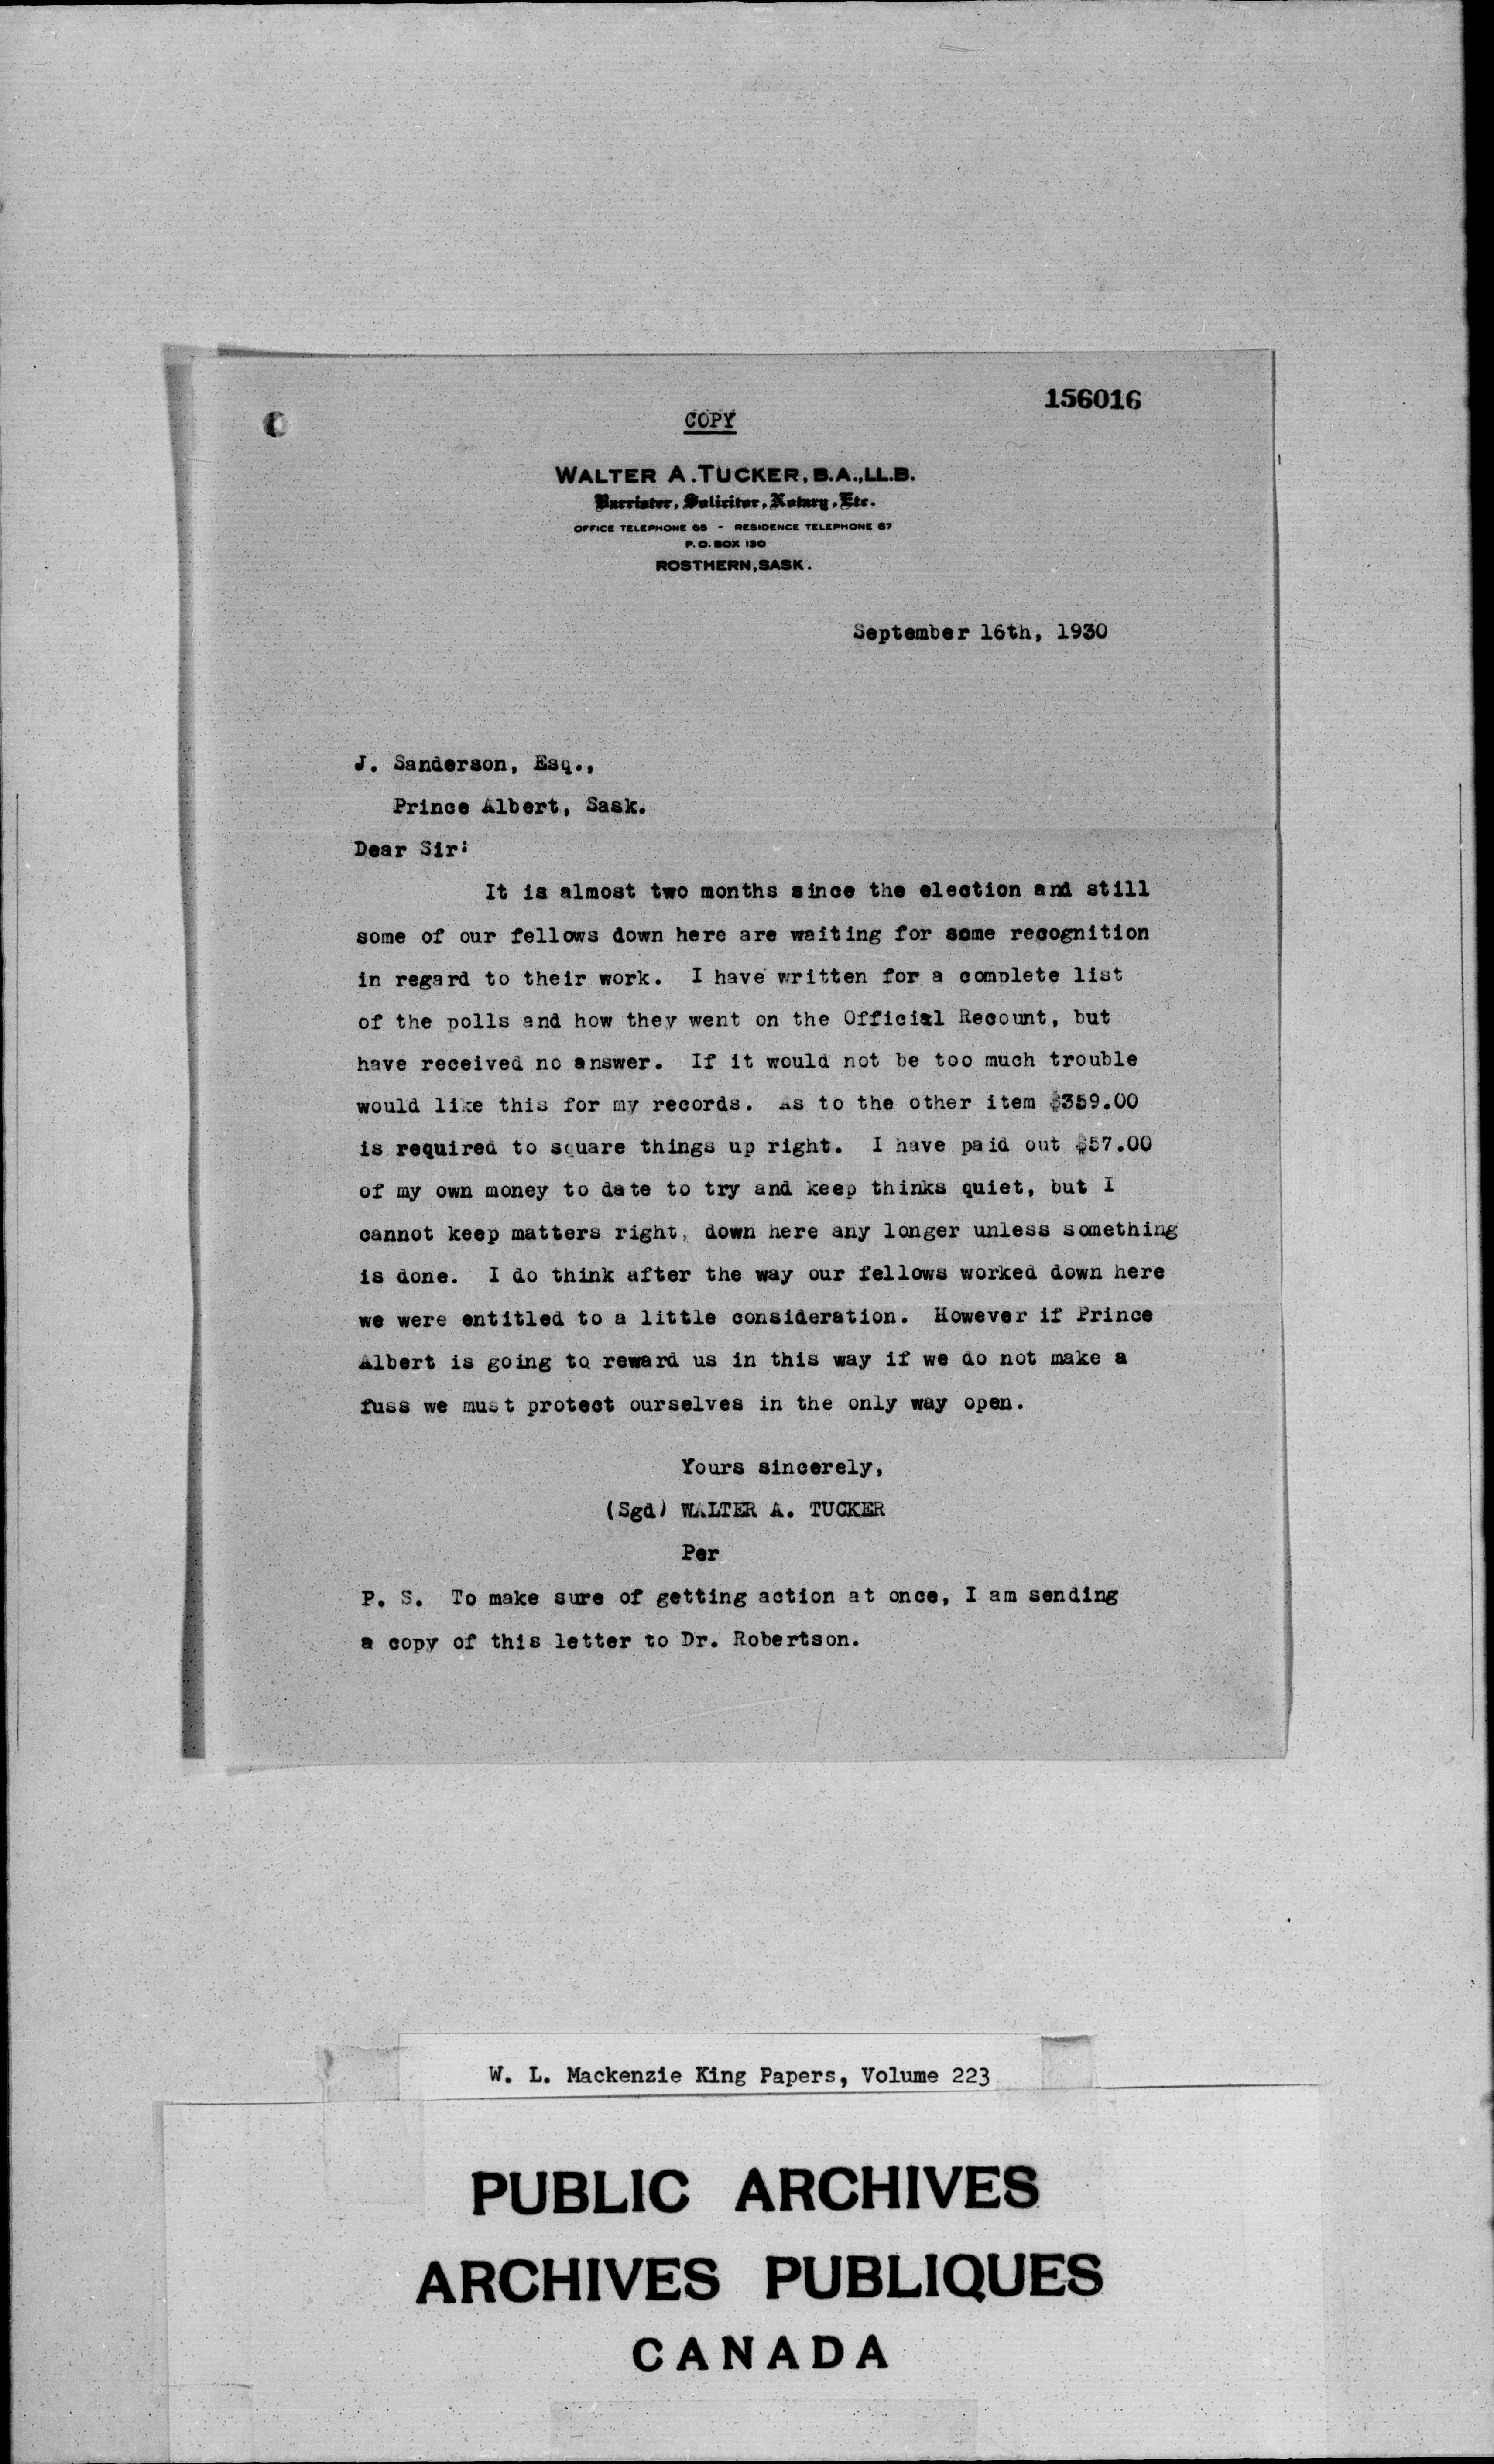 156016
COPY
WALTER A. TUCKER, B.A., LL.B.
Barrister, Solicitor, Notary, Etc.
OFFICE TELEPHONE 65 - RESIDENCE TELEPHONE 67
P.O. BOX 130
ROSTHERN, SASK.
September 16th, 1930
J. Sanderson, Esq.,
Prince Albert, Sask.
Dear Sir:
It is almost two months since the election and still
some of our fellows down here are waiting for some recognition
in regard to their work. I have written for a complete list
of the polls and how they went on the Official Recount, but
have received no answer. If it would not be too much trouble
would like this for my records. As to the other item $359.00
is required to square things up right. I have paid out $57.00
of my own money to date to try and keep thinks quiet, but I
cannot keep matters right, down here any longer unless something
is done. I do think after the way our fellows worked down here
we were entitled to a little consideration. However if Prince
Albert is going to reward us in this way if we do not make a
fuss we must protect ourselves in the only way open.
Yours sincerely,
(Sgd) WALTER A. TUCKER
Per
P. S. To make sure of getting action at once, I am sending
a copy of this letter to Dr. Robertson.
W. L. Mackenzie King Papers, Volume 223
PUBLIC ARCHIVES
ARCHIVES PUBLIQUES
CANADA